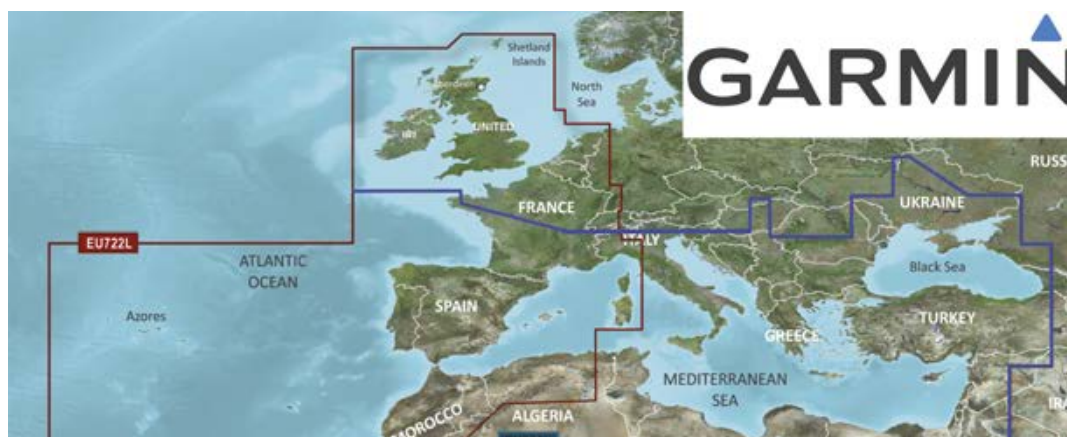 Shetland
Islands
GARMIN
North
Sea
Aberdeen
IRE
UNITED
RUSS
FRANCE
UKRAINE
EU722L
ITALY
ATLANTIC
OCEAN
Black Sea
SPAIN
Azores
TURKEY
GREECE
MEDITERRANEAN
SEA
IRA
ALGERIA
MOROCCO